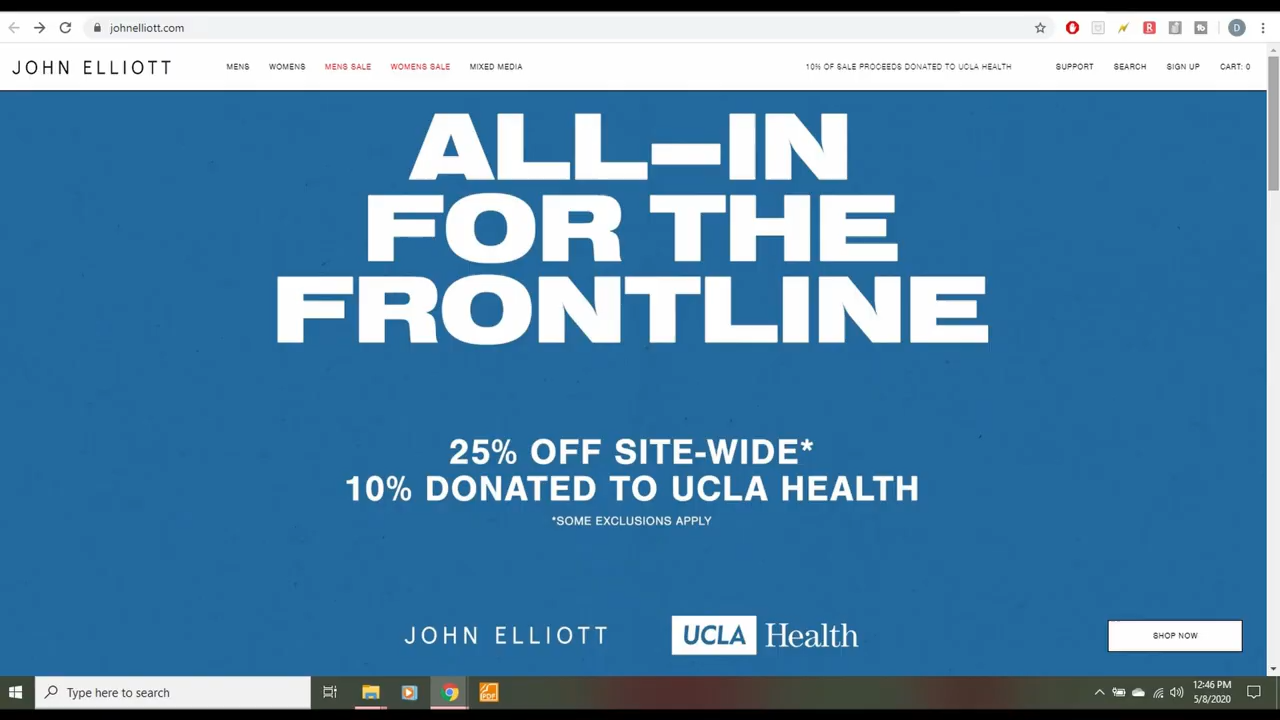 johnelliott.com
D
JOHN ELLIOTT
MENS WOMENS MENS SALE WOMENS SALE MIXED MEDIA
10% OF SALE PROCEEDS DONATED TO UCLA HEALTH
SUPPORT SEARCH SIGN UP CART: 0
ALL–IN
FOR THE
FRONTLINE
25% OFF SITE-WIDE*
10% DONATED TO UCLA HEALTH
*SOME EXCLUSIONS APPLY
JOHN ELLIOTT
UCLA Health
SHOP NOW
Type here to search
PDF
12:46 PM
5/8/2020